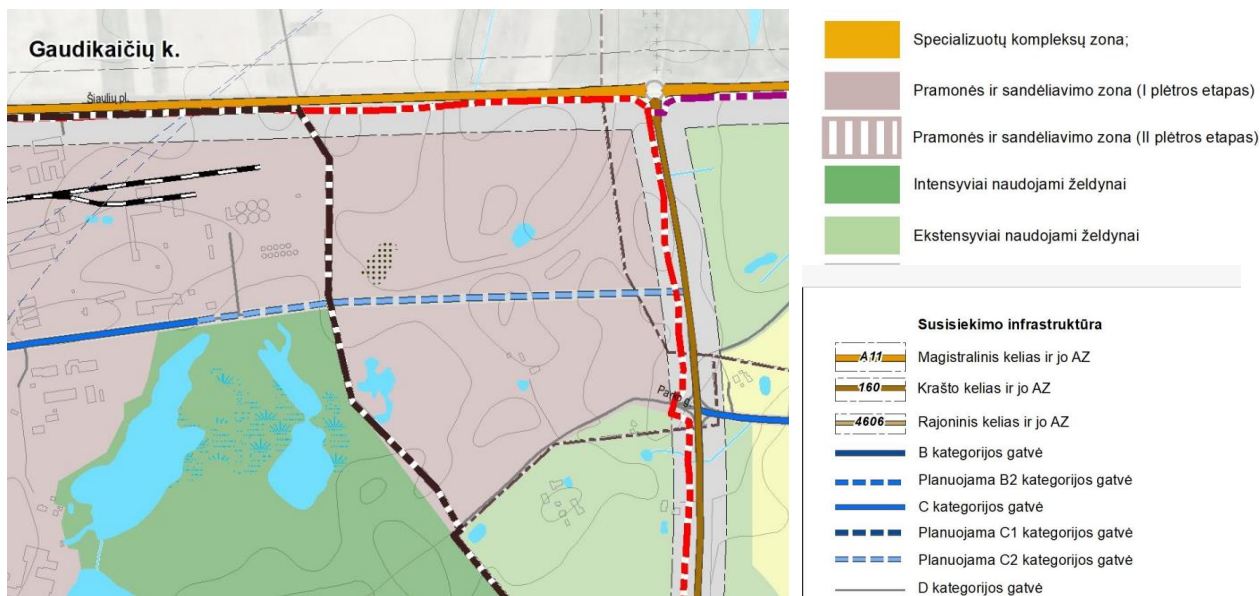 Gaudikaičių k.
Šiaulių pl.
Parko g.
Specializuotų kompleksų zona;
Pramonės ir sandėliavimo zona (I plėtros etapas)
Pramonės ir sandėliavimo zona (II plėtros etapas)
Intensyviai naudojami želdynai
Ekstensyviai naudojami želdynai
Susisiekimo infrastruktūra
A11 Magistralinis kelias ir jo AZ
160 Krašto kelias ir jo AZ
4606 Rajoninis kelias ir jo AZ
B kategorijos gatvė
Planuojama B2 kategorijos gatvė
C kategorijos gatvė
Planuojama C1 kategorijos gatvė
Planuojama C2 kategorijos gatvė
D kategorijos gatvė